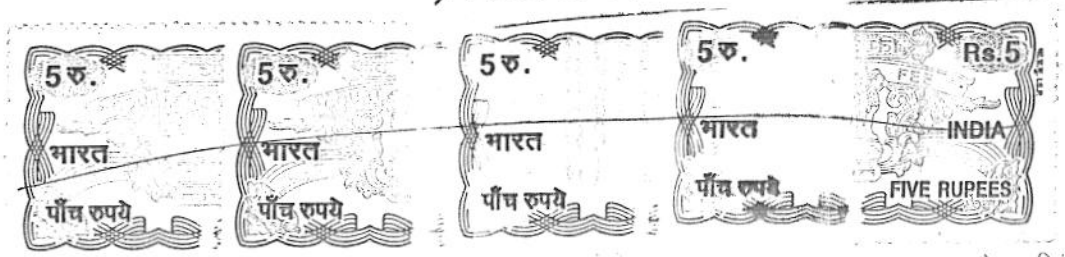 5 रु. 5 रु. 5 रु. 5 रु. Rs.5
भारत भारत भारत भारत INDIA
पाँच रुपये पाँच रुपये पाँच रुपये पाँच रुपये FIVE RUPEES